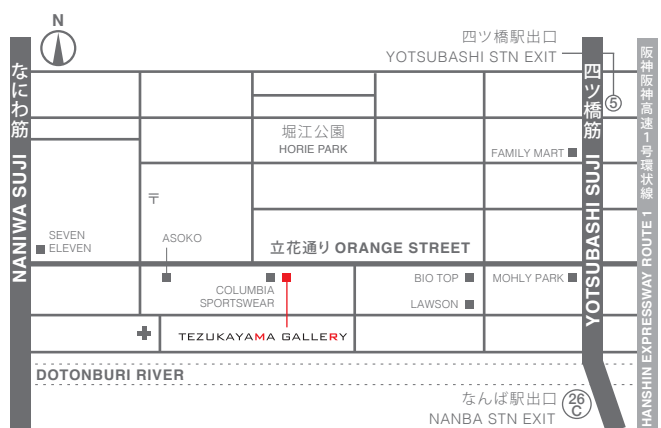 N
四ツ橋駅出口
YOTSUBASHI STN EXIT
5
なにわ筋 NANIWA SUJI
四ツ橋筋 YOTSUBASHI SUJI
阪神阪神高速1号環状線 HANSHIN EXPRESSWAY ROUTE 1
堀江公園
HORIE PARK
FAMILY MART
〒
SEVEN
ELEVEN
ASOKO
立花通り ORANGE STREET
COLUMBIA
SPORTSWEAR
BIO TOP
MOHLY PARK
LAWSON
TEZUKAYAMA GALLERY
DOTONBURI RIVER
なんば駅出口
NANBA STN EXIT
26
C